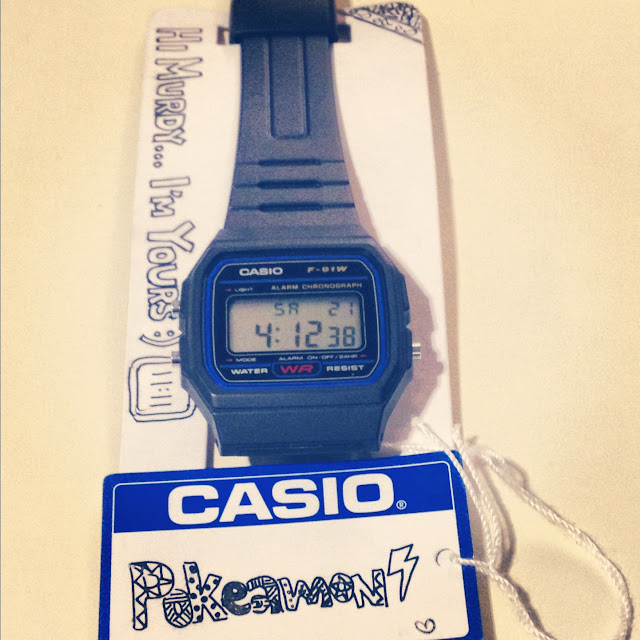 Hi Murdy... I'm Yours :)
CASIO F-91W
LIGHT ALARM CHRONOGRAPH
SA 21
4:12 38
MODE ALARM ON·OFF/24HR
WATER WR RESIST
CASIO®
Pokeamon